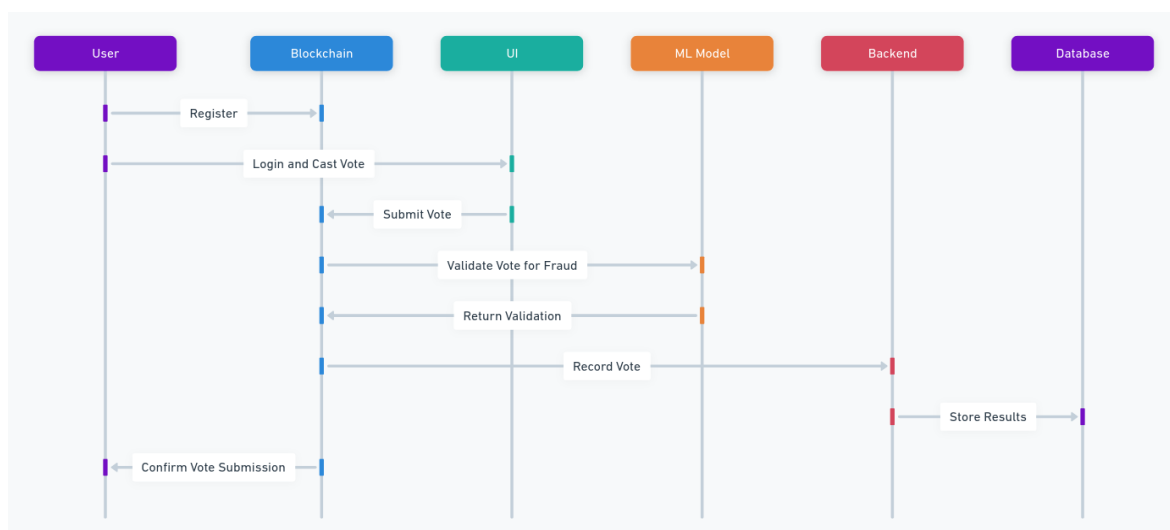 User
Blockchain
UI
ML Model
Backend
Database
Register
Login and Cast Vote
Submit Vote
Validate Vote for Fraud
Return Validation
Record Vote
Store Results
Confirm Vote Submission